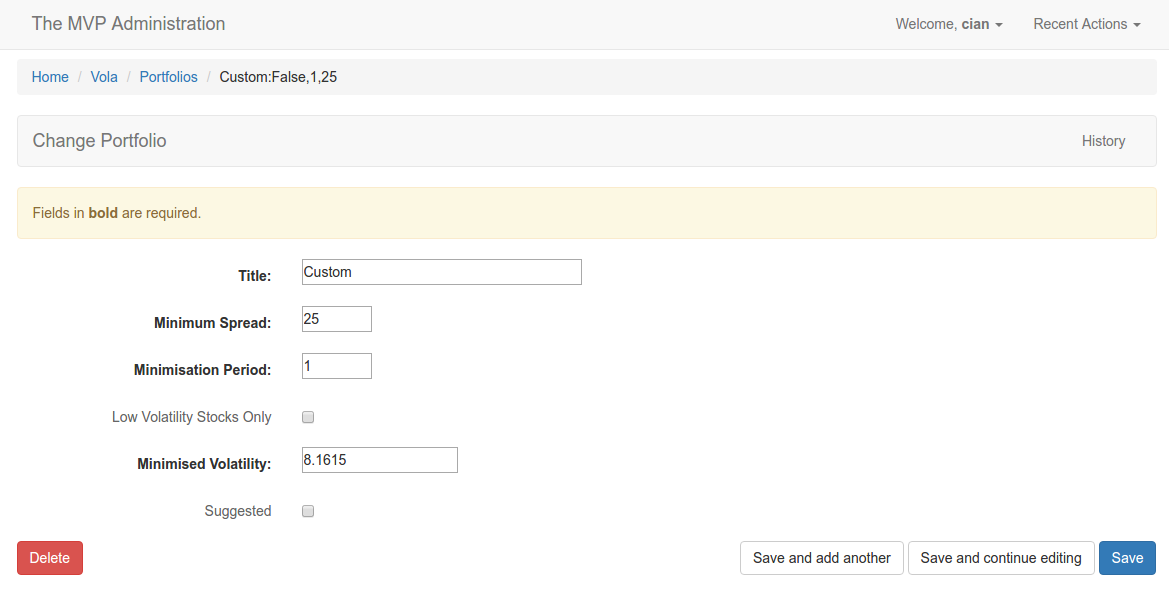 The MVP Administration Welcome, cian Recent Actions
Home / Vola / Portfolios / Custom:False,1,25
Change Portfolio History
Fields in bold are required.
Title: Custom
Minimum Spread: 25
Minimisation Period: 1
Low Volatility Stocks Only
Minimised Volatility: 8.1615
Suggested
Delete Save and add another Save and continue editing Save